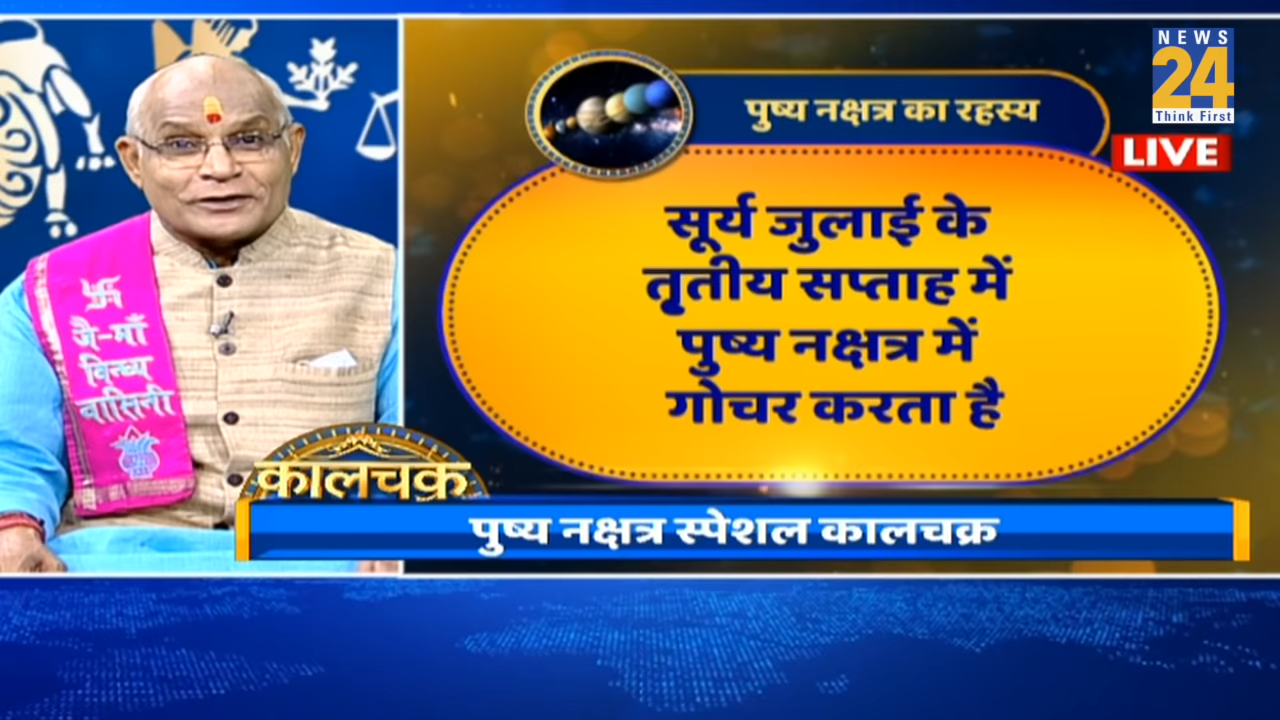 NEWS
24
Think First
LIVE
पुष्य नक्षत्र का रहस्य
सूर्य जुलाई के
तृतीय सप्ताह में
पुष्य नक्षत्र में
गोचर करता है
जै-माँ
विन्ध्य
वासिनी
कालचक्र
पुष्य नक्षत्र स्पेशल कालचक्र